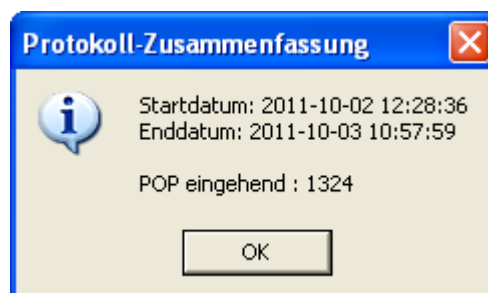 Protokoll-Zusammenfassung
Startdatum: 2011-10-02 12:28:36
Enddatum: 2011-10-03 10:57:59
POP eingehend : 1324
OK